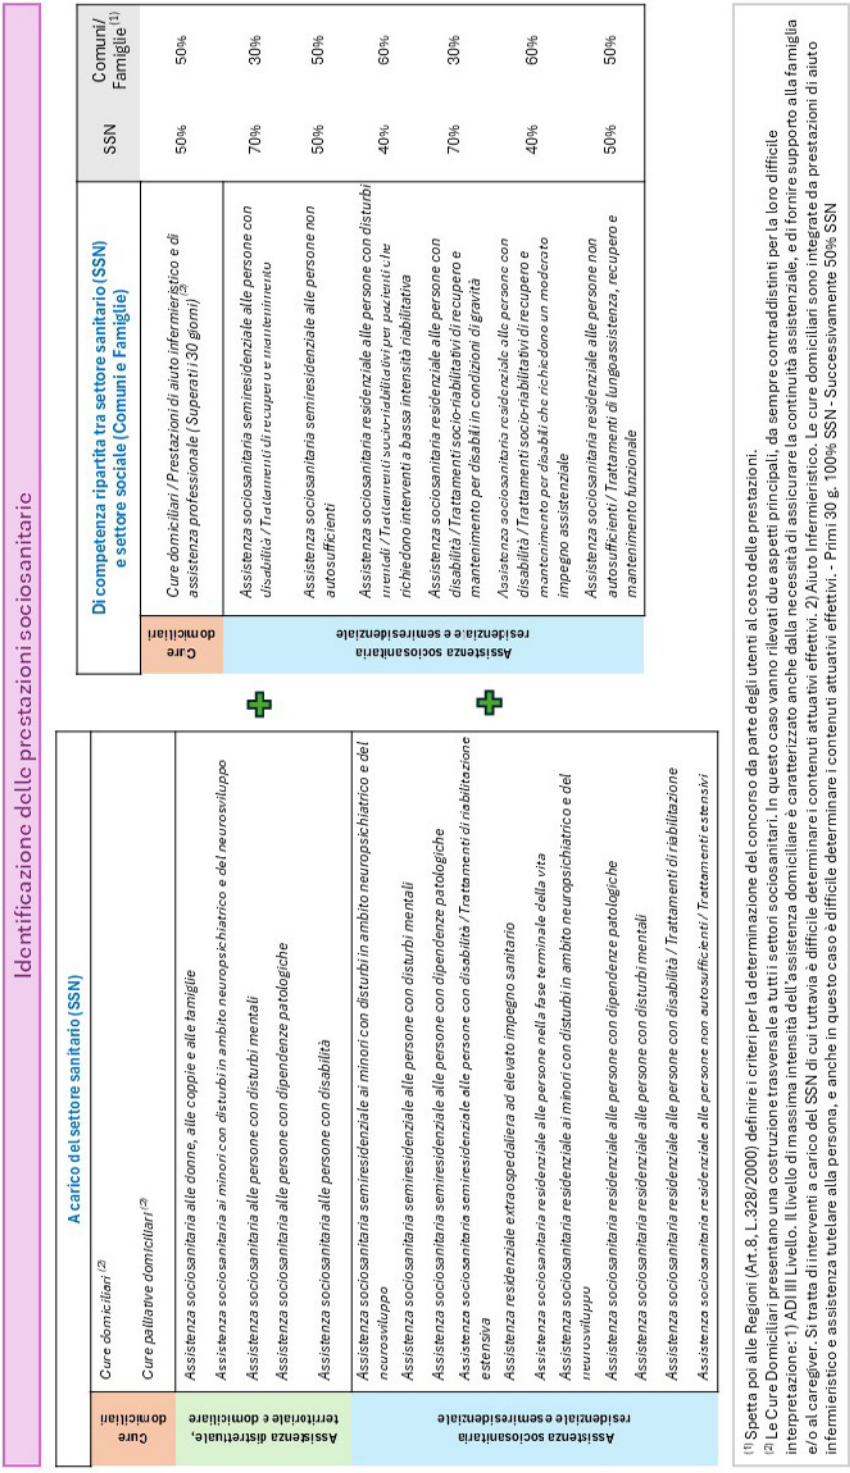 Identificazione delle prestazioni sociosanitarie
A carico del settore sanitario (SSN)
Cure
domiciliari
Cure domiciliari (2)
Cure palliative domiciliari (2)
Assistenza distrettuale,
territoriale e domiciliare
Assistenza sociosanitaria alle donne, alle coppie e alle famiglie
Assistenza sociosanitaria ai minori con disturbi in ambito neuropsichiatrico e del neurosviluppo
Assistenza sociosanitaria alle persone con disturbi mentali
Assistenza sociosanitaria alle persone con dipendenze patologiche
Assistenza sociosanitaria alle persone con disabilità
Assistenza sociosanitaria
residenziale e semiresidenziale
Assistenza sociosanitaria semiresidenziale ai minori con disturbi in ambito neuropsichiatrico e del
neurosviluppo
Assistenza sociosanitaria semiresidenziale alle persone con disturbi mentali
Assistenza sociosanitaria semiresidenziale alle persone con dipendenze patologiche
Assistenza sociosanitaria semiresidenziale alle persone con disabilità / Trattamenti di riabilitazione
estensiva
Assistenza residenziale extraospedaliera ad elevato impegno sanitario
Assistenza sociosanitaria residenziale alle persone nella fase terminale della vita
Assistenza sociosanitaria residenziale ai minori con disturbi in ambito neuropsichiatrico e del
neurosviluppo
Assistenza sociosanitaria residenziale alle persone con dipendenze patologiche
Assistenza sociosanitaria residenziale alle persone con disturbi mentali
Assistenza sociosanitaria residenziale alle persone con disabilità / Trattamenti di riabilitazione
Assistenza sociosanitaria residenziale alle persone non autosufficienti / Trattamenti estensivi
Di competenza ripartita tra settore sanitario (SSN)
e settore sociale (Comuni e Famiglie)
SSN
Comuni/
Famiglie (1)
Cure
domiciliari
Cure domiciliari / Prestazioni di aiuto infermieristico e di
assistenza professionale ( Superati i 30 giorni) (2)
50%
50%
Assistenza sociosanitaria
residenziale e semiresidenziale
Assistenza sociosanitaria semiresidenziale alle persone con
disabilità / Trattamenti di recupero e mantenimento
70%
30%
Assistenza sociosanitaria semiresidenziale alle persone non
autosufficienti
50%
50%
Assistenza sociosanitaria residenziale alle persone con disturbi
mentali / Trattamenti socio-riabilitativi per pazienti che
richiedono interventi a bassa intensità riabilitativa
40%
60%
Assistenza sociosanitaria residenziale alle persone con
disabilità / Trattamenti socio-riabilitativi di recupero e
mantenimento per disabili in condizioni di gravità
70%
30%
Assistenza sociosanitaria residenziale alle persone con
disabilità / Trattamenti socio-riabilitativi di recupero e
mantenimento per disabili che richiedono un moderato
impegno assistenziale
40%
60%
Assistenza sociosanitaria residenziale alle persone non
autosufficienti / Trattamenti di lungoassistenza, recupero e
mantenimento funzionale
50%
50%
(1) Spetta poi alle Regioni (Art.8, L.328/2000) definire i criteri per la determinazione del concorso da parte degli utenti al costo delle prestazioni.
(2) Le Cure Domiciliari presentano una costruzione trasversale a tutti i settori sociosanitari. In questo caso vanno rilevati due aspetti principali, da sempre contraddistinti per la loro difficile
interpretazione: 1) ADI III Livello. Il livello di massima intensità dell'assistenza domiciliare è caratterizzato anche dalla necessità di assicurare la continuità assistenziale, e di fornire supporto alla famiglia
e/o al caregiver. Si tratta di interventi a carico del SSN di cui tuttavia è difficile determinare i contenuti attuativi effettivi. 2) Aiuto Infermieristico. Le cure domiciliari sono integrate da prestazioni di aiuto
infermieristico e assistenza tutelare alla persona, e anche in questo caso è difficile determinare i contenuti attuativi effettivi. - Primi 30 g. 100% SSN - Successivamente 50% SSN